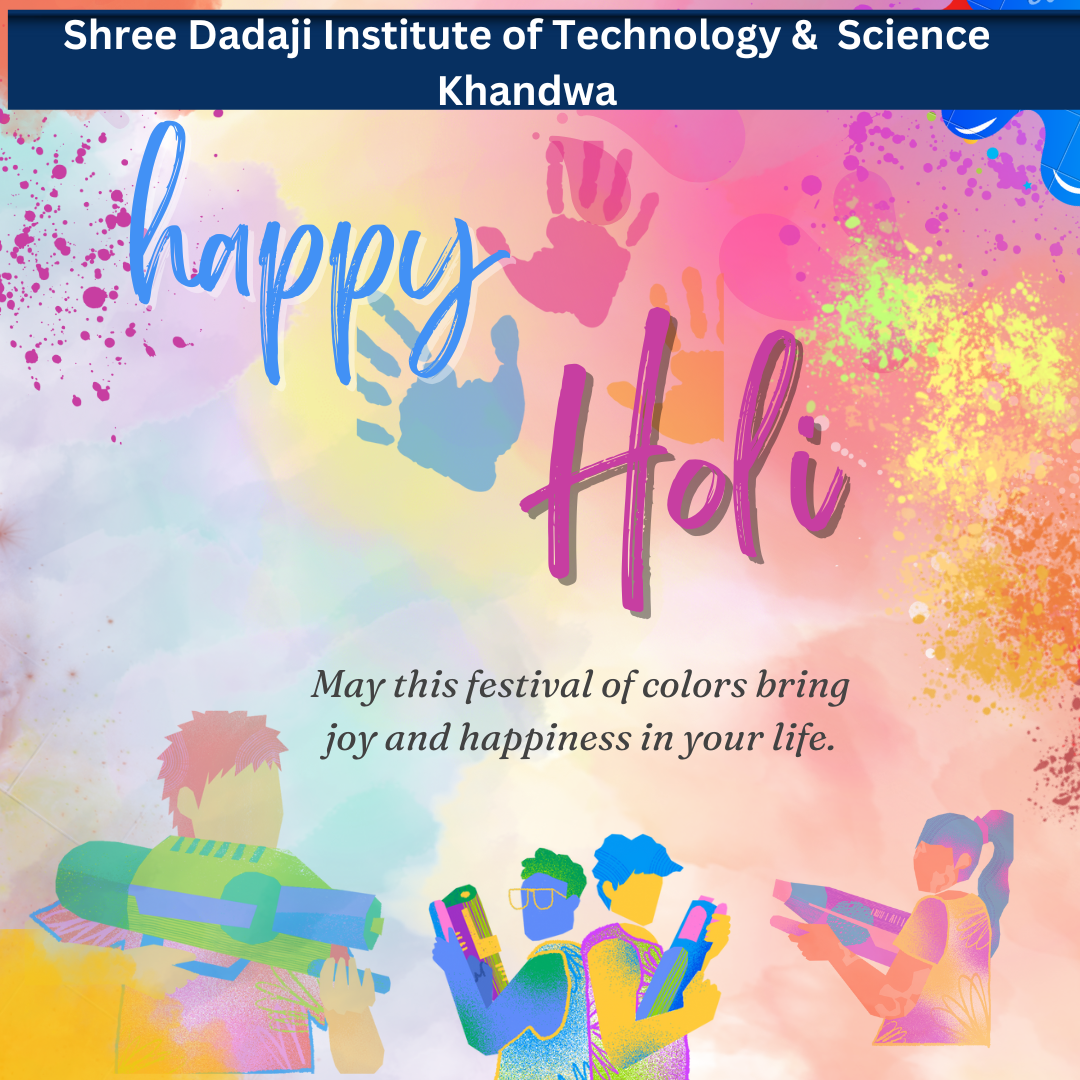 Shree Dadaji Institute of Technology & Science
Khandwa
happy
Holi
May this festival of colors bring
joy and happiness in your life.